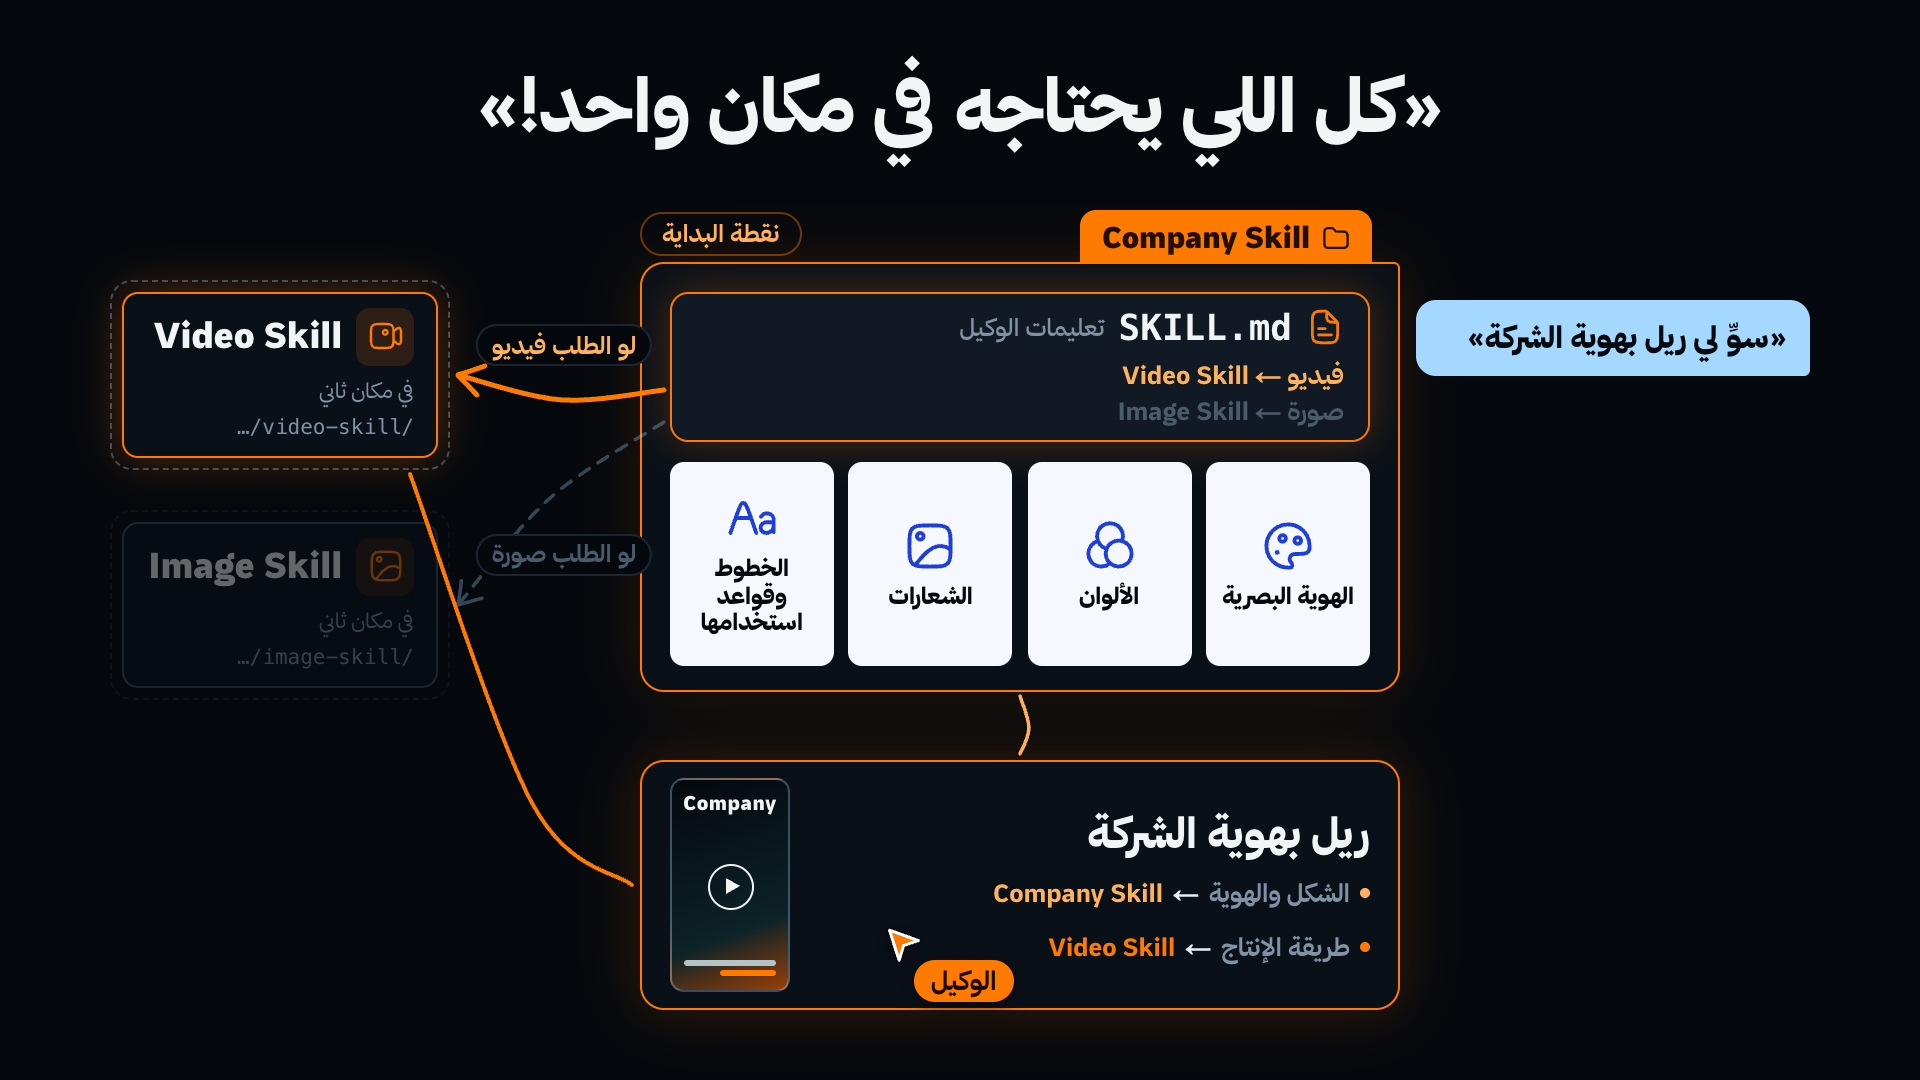 «كل اللي يحتاجه في مكان واحد!»
نقطة البداية
Company Skill
«سوِّ لي ريل بهوية الشركة»
SKILL.md تعليمات الوكيل
فيديو ← Video Skill
صورة ← Image Skill
لو الطلب فيديو
Video Skill
في مكان ثاني
…/video-skill/
لو الطلب صورة
Image Skill
في مكان ثاني
…/image-skill/
الهوية البصرية
الألوان
الشعارات
Aa
الخطوط
وقواعد
استخدامها
ريل بهوية الشركة
الشكل والهوية ← Company Skill
طريقة الإنتاج ← Video Skill
Company
الوكيل